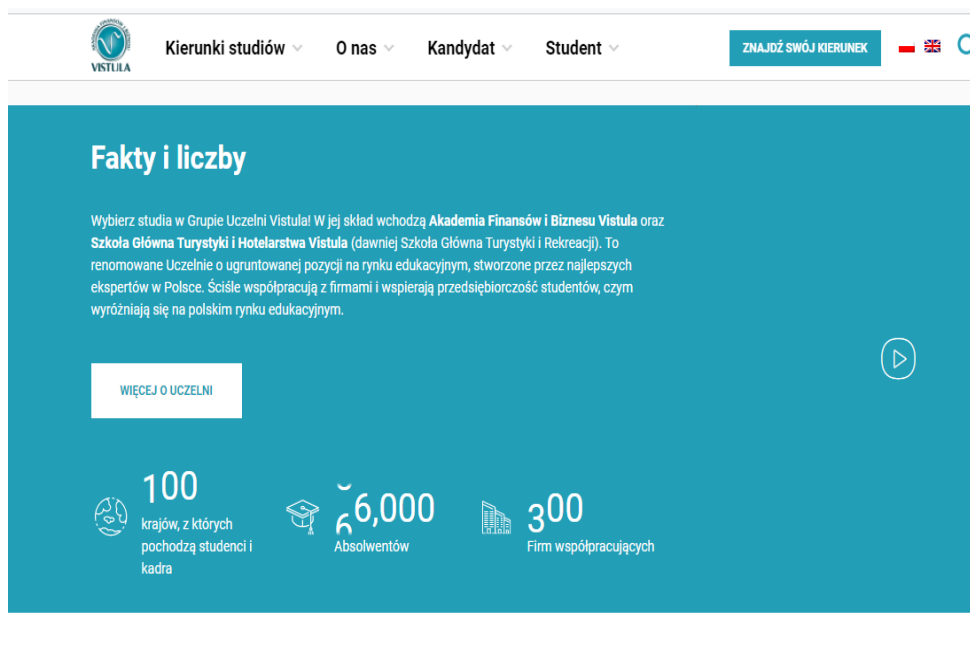 VISTULA
Kierunki studiów
O nas
Kandydat
Student
ZNAJDŹ SWÓJ KIERUNEK
Fakty i liczby
Wybierz studia w Grupie Uczelni Vistula! W jej skład wchodzą Akademia Finansów i Biznesu Vistula oraz
Szkoła Główna Turystyki i Hotelarstwa Vistula (dawniej Szkoła Główna Turystyki i Rekreacji). To
renomowane Uczelnie o ugruntowanej pozycji na rynku edukacyjnym, stworzone przez najlepszych
ekspertów w Polsce. Ściśle współpracują z firmami i wspierają przedsiębiorczość studentów, czym
wyróżniają się na polskim rynku edukacyjnym.
WIĘCEJ O UCZELNI
100
krajów, z których
pochodzą studenci i
kadra
6,000
Absolwentów
300
Firm współpracujących